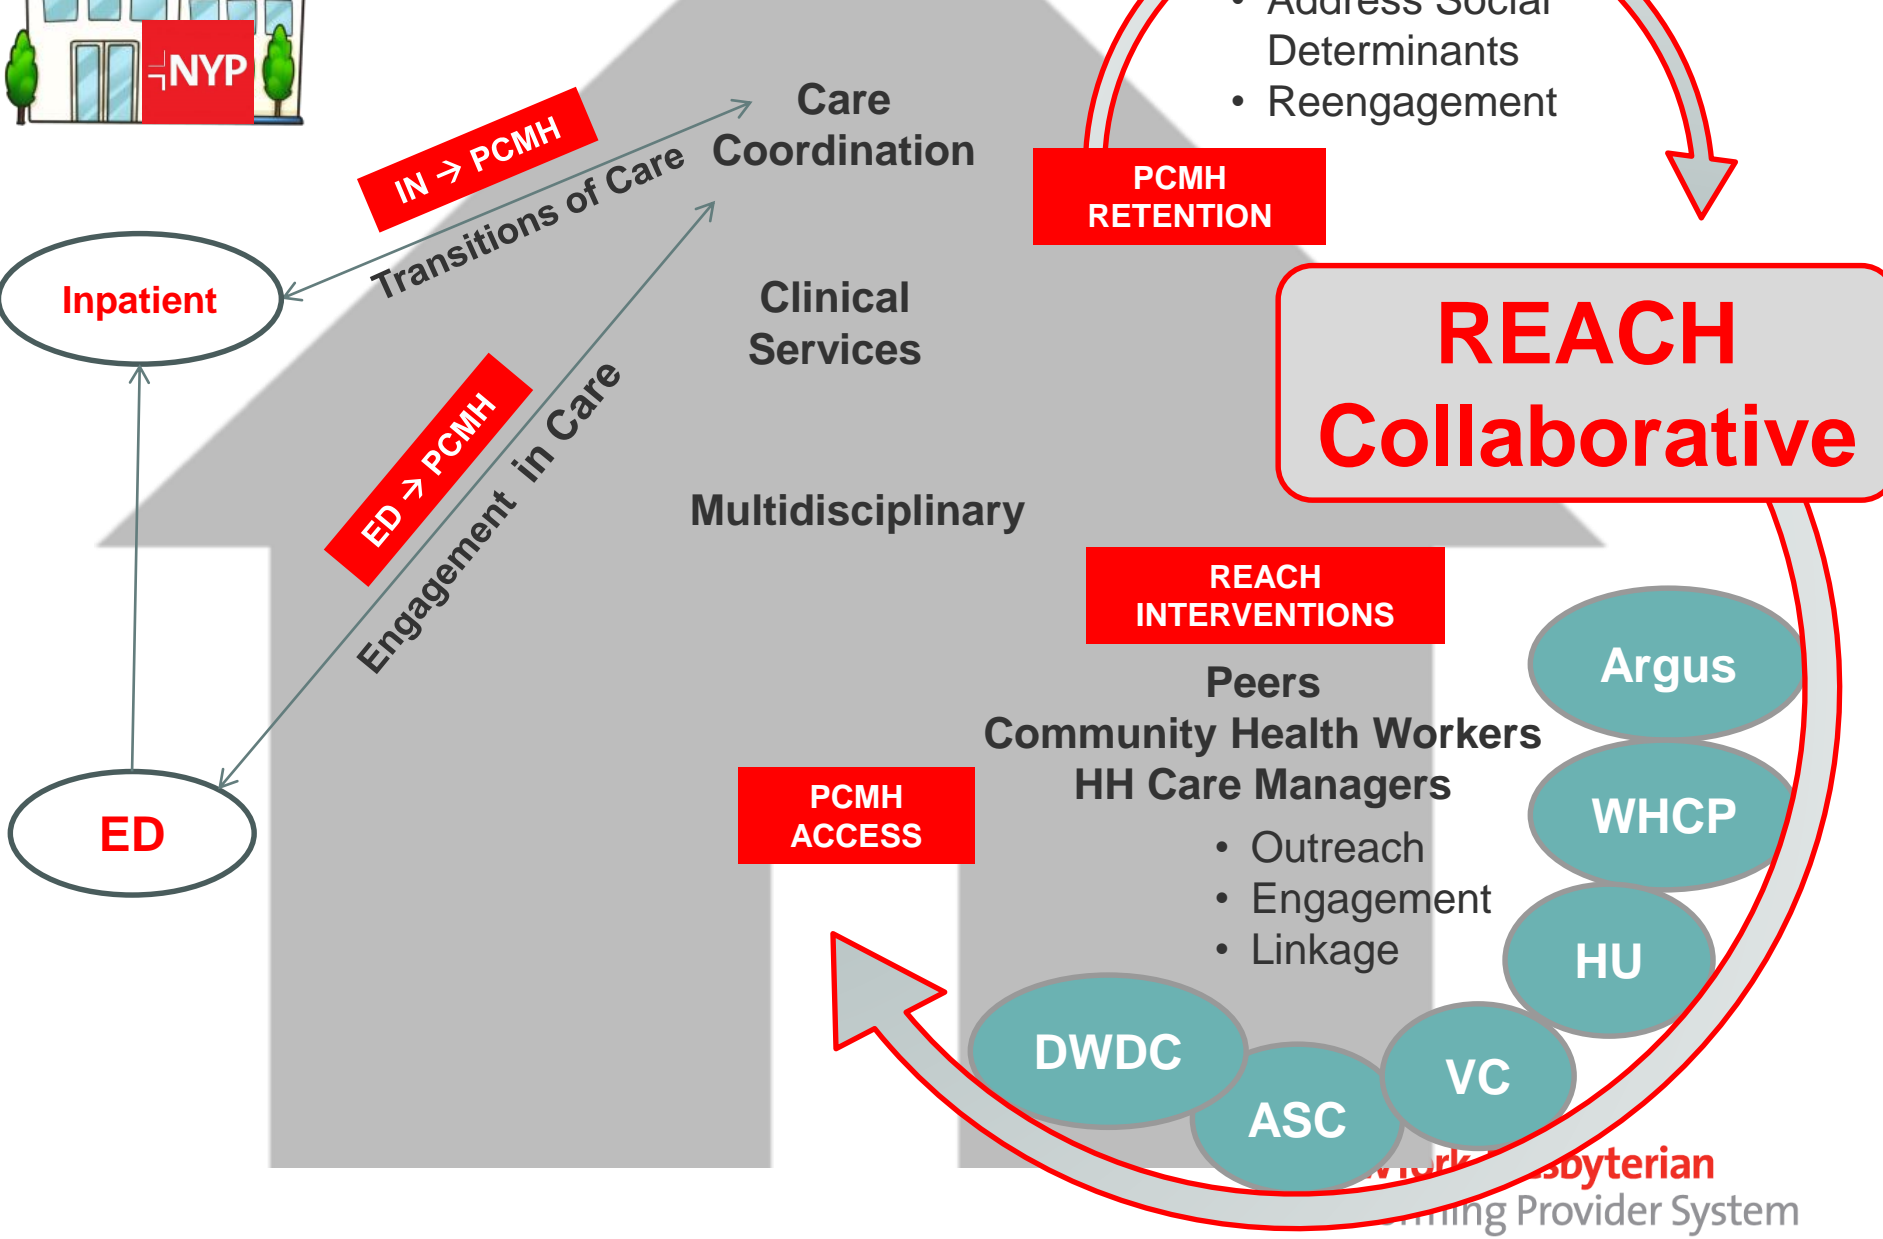 NYP
• Address Social
Determinants
• Reengagement
IN → PCMH
Transitions of Care
Care
Coordination
PCMH
RETENTION
Inpatient
Clinical
Services
REACH
Collaborative
ED → PCMH
Engagement in Care
Multidisciplinary
REACH
INTERVENTIONS
Peers
Community Health Workers
HH Care Managers
• Outreach
• Engagement
• Linkage
PCMH
ACCESS
ED
Argus
WHCP
HU
VC
ASC
DWDC
Provider System